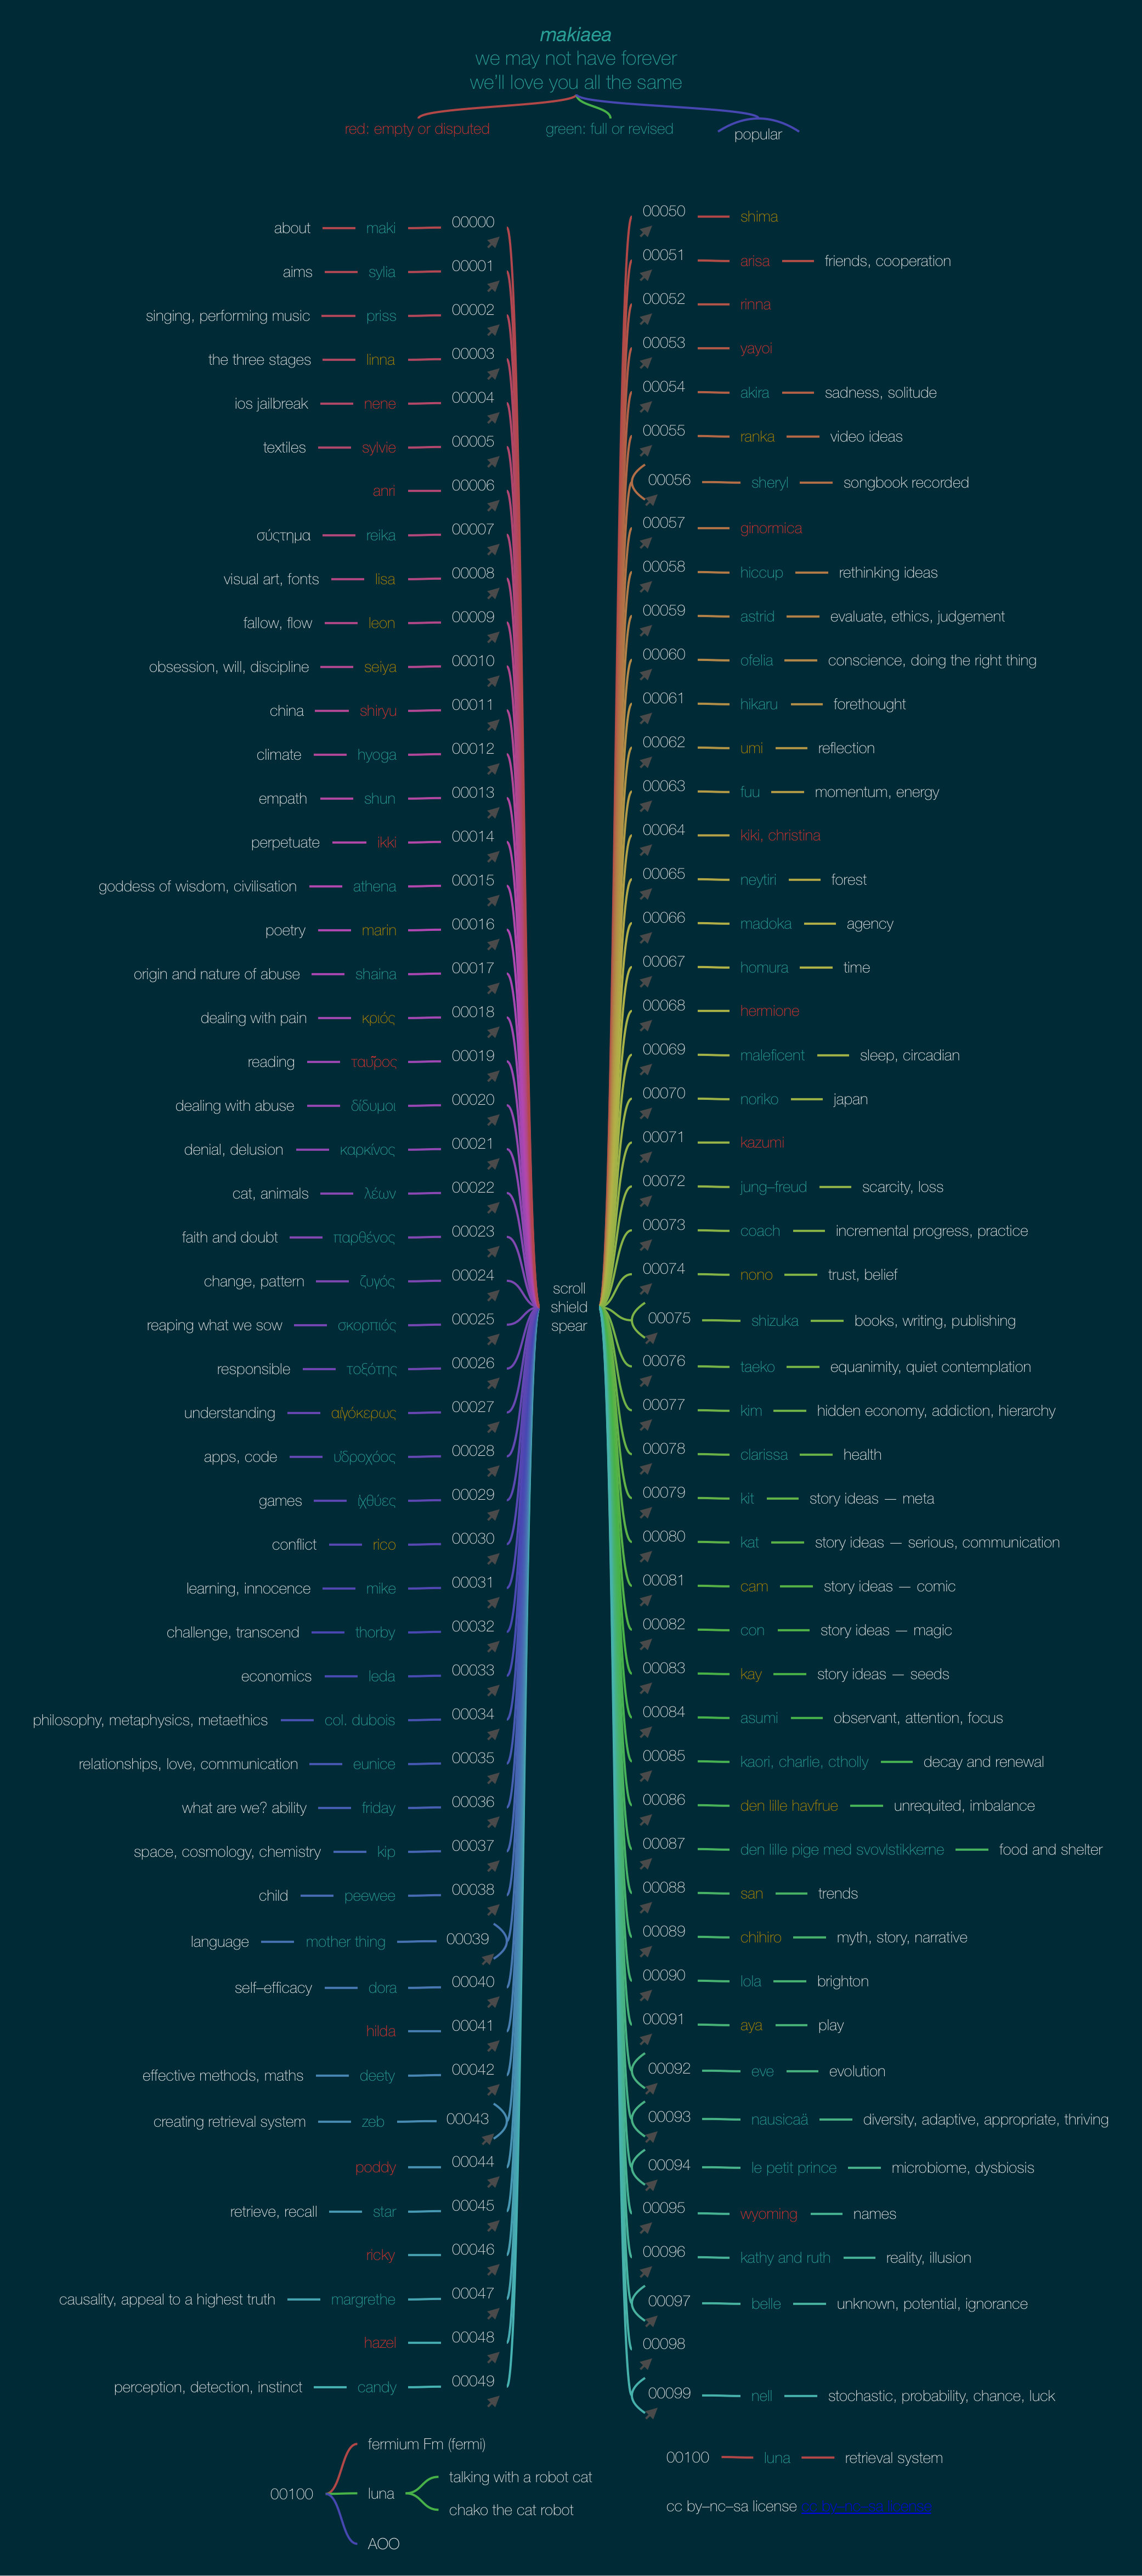 makiaea
we may not have forever
we'll love you all the same
red: empty or disputed
green: full or revised
popular
about maki 00000
aims sylia 00001
singing, performing music priss 00002
the three stages linna 00003
ios jailbreak nene 00004
textiles sylvie 00005
anri 00006
σύςτημα reika 00007
visual art, fonts lisa 00008
fallow, flow leon 00009
obsession, will, discipline seiya 00010
china shiryu 00011
climate hyoga 00012
empath shun 00013
perpetuate ikki 00014
goddess of wisdom, civilisation athena 00015
poetry marin 00016
origin and nature of abuse shaina 00017
dealing with pain κριός 00018
reading ταῦρος 00019
dealing with abuse δίδυμοι 00020
denial, delusion καρκίνος 00021
cat, animals λέων 00022
faith and doubt παρθένος 00023
change, pattern ζυγός 00024
reaping what we sow σκορπιός 00025
responsible τοξότης 00026
understanding αἰγόκερως 00027
apps, code ὑδροχόος 00028
games ἰχθύες 00029
conflict rico 00030
learning, innocence mike 00031
challenge, transcend thorby 00032
economics leda 00033
philosophy, metaphysics, metaethics col. dubois 00034
relationships, love, communication eunice 00035
what are we? ability friday 00036
space, cosmology, chemistry kip 00037
child peewee 00038
language mother thing 00039
self–efficacy dora 00040
hilda 00041
effective methods, maths deety 00042
creating retrieval system zeb 00043
poddy 00044
retrieve, recall star 00045
ricky 00046
causality, appeal to a highest truth margrethe 00047
hazel 00048
perception, detection, instinct candy 00049
scroll
shield
spear
00050 shima
00051 arisa friends, cooperation
00052 rinna
00053 yayoi
00054 akira sadness, solitude
00055 ranka video ideas
00056 sheryl songbook recorded
00057 ginormica
00058 hiccup rethinking ideas
00059 astrid evaluate, ethics, judgement
00060 ofelia conscience, doing the right thing
00061 hikaru forethought
00062 umi reflection
00063 fuu momentum, energy
00064 kiki, christina
00065 neytiri forest
00066 madoka agency
00067 homura time
00068 hermione
00069 maleficent sleep, circadian
00070 noriko japan
00071 kazumi
00072 jung–freud scarcity, loss
00073 coach incremental progress, practice
00074 nono trust, belief
00075 shizuka books, writing, publishing
00076 taeko equanimity, quiet contemplation
00077 kim hidden economy, addiction, hierarchy
00078 clarissa health
00079 kit story ideas — meta
00080 kat story ideas — serious, communication
00081 cam story ideas — comic
00082 con story ideas — magic
00083 kay story ideas — seeds
00084 asumi observant, attention, focus
00085 kaori, charlie, ctholly decay and renewal
00086 den lille havfrue unrequited, imbalance
00087 den lille pige med svovlstikkerne food and shelter
00088 san trends
00089 chihiro myth, story, narrative
00090 lola brighton
00091 aya play
00092 eve evolution
00093 nausicaä diversity, adaptive, appropriate, thriving
00094 le petit prince microbiome, dysbiosis
00095 wyoming names
00096 kathy and ruth reality, illusion
00097 belle unknown, potential, ignorance
00098
00099 nell stochastic, probability, chance, luck
00100
fermium Fm (fermi)
luna
talking with a robot cat
chako the cat robot
AOO
00100 luna retrieval system
cc by–nc–sa license cc by–nc–sa license